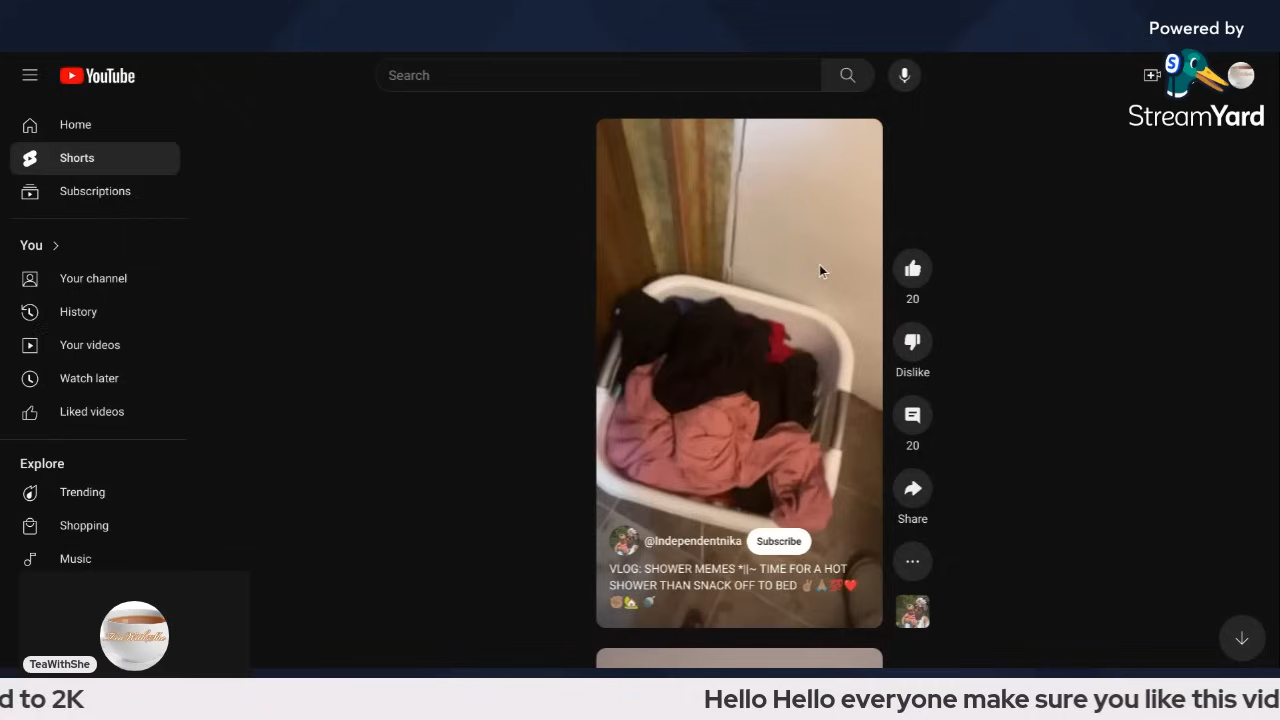 Powered by
StreamYard
YouTube
Search
Home
Shorts
Subscriptions
You
Your channel
History
Your videos
Watch later
Liked videos
Explore
Trending
Shopping
Music
20
Dislike
20
Share
@Independentnika
Subscribe
VLOG: SHOWER MEMES *||~ TIME FOR A HOT
SHOWER THAN SNACK OFF TO BED ✌🏽🙏🏽💯❤️
TeaWithShe
TeaWithShe
d to 2K
Hello Hello everyone make sure you like this vid